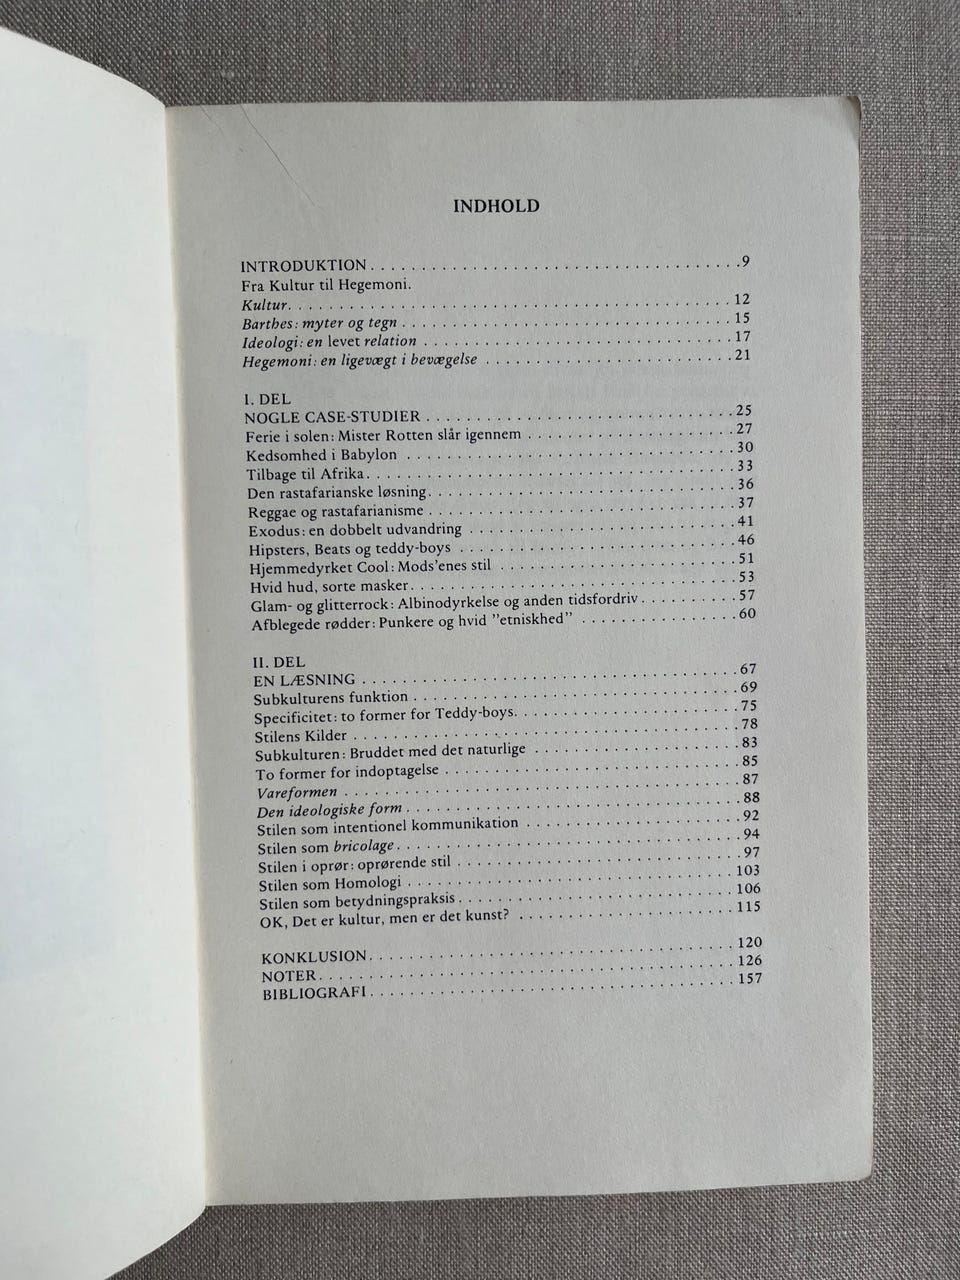 INDHOLD
INTRODUKTION. . . . . . . . . . . . . . . . . . . . . . . . . . . . . . . . . . . . . . . .9
Fra Kultur til Hegemoni.
Kultur. . . . . . . . . . . . . . . . . . . . . . . . . . . . . . . . . . . . . . . . . . . . . . . 12
Barthes: myter og tegn . . . . . . . . . . . . . . . . . . . . . . . . . . . . . . . . . . . 15
Ideologi: en levet relation . . . . . . . . . . . . . . . . . . . . . . . . . . . . . . . . . 17
Hegemoni: en ligevægt i bevægelse . . . . . . . . . . . . . . . . . . . . . . . . . . . 21
I. DEL
NOGLE CASE-STUDIER . . . . . . . . . . . . . . . . . . . . . . . . . . . . . . . . . 25
Ferie i solen: Mister Rotten slår igennem . . . . . . . . . . . . . . . . . . . . . . 27
Kedsomhed i Babylon . . . . . . . . . . . . . . . . . . . . . . . . . . . . . . . . . . . 30
Tilbage til Afrika. . . . . . . . . . . . . . . . . . . . . . . . . . . . . . . . . . . . . . . 33
Den rastafarianske løsning. . . . . . . . . . . . . . . . . . . . . . . . . . . . . . . . . 36
Reggae og rastafarianisme . . . . . . . . . . . . . . . . . . . . . . . . . . . . . . . . . 37
Exodus: en dobbelt udvandring . . . . . . . . . . . . . . . . . . . . . . . . . . . . . 41
Hipsters, Beats og teddy-boys . . . . . . . . . . . . . . . . . . . . . . . . . . . . . . 46
Hjemmedyrket Cool: Mods'enes stil . . . . . . . . . . . . . . . . . . . . . . . . . . 51
Hvid hud, sorte masker. . . . . . . . . . . . . . . . . . . . . . . . . . . . . . . . . . . 53
Glam- og glitterrock: Albinodyrkelse og anden tidsfordriv . . . . . . . . . . . 57
Afblegede rødder: Punkere og hvid "etniskhed" . . . . . . . . . . . . . . . . . . 60
II. DEL
EN LÆSNING . . . . . . . . . . . . . . . . . . . . . . . . . . . . . . . . . . . . . . . . . 67
Subkulturens funktion . . . . . . . . . . . . . . . . . . . . . . . . . . . . . . . . . . . 69
Specificitet: to former for Teddy-boys. . . . . . . . . . . . . . . . . . . . . . . . . 75
Stilens Kilder . . . . . . . . . . . . . . . . . . . . . . . . . . . . . . . . . . . . . . . . . . 78
Subkulturen: Bruddet med det naturlige . . . . . . . . . . . . . . . . . . . . . . . 83
To former for indoptagelse . . . . . . . . . . . . . . . . . . . . . . . . . . . . . . . . 85
Vareformen . . . . . . . . . . . . . . . . . . . . . . . . . . . . . . . . . . . . . . . . . . . 87
Den ideologiske form . . . . . . . . . . . . . . . . . . . . . . . . . . . . . . . . . . . . 88
Stilen som intentionel kommunikation . . . . . . . . . . . . . . . . . . . . . . . . 92
Stilen som bricolage. . . . . . . . . . . . . . . . . . . . . . . . . . . . . . . . . . . . . 94
Stilen i oprør: oprørende stil . . . . . . . . . . . . . . . . . . . . . . . . . . . . . . . 97
Stilen som Homologi . . . . . . . . . . . . . . . . . . . . . . . . . . . . . . . . . . . 103
Stilen som betydningspraksis. . . . . . . . . . . . . . . . . . . . . . . . . . . . . . 106
OK, Det er kultur, men er det kunst? . . . . . . . . . . . . . . . . . . . . . . . . 115
KONKLUSION. . . . . . . . . . . . . . . . . . . . . . . . . . . . . . . . . . . . . . . . 120
NOTER. . . . . . . . . . . . . . . . . . . . . . . . . . . . . . . . . . . . . . . . . . . . . 126
BIBLIOGRAFI. . . . . . . . . . . . . . . . . . . . . . . . . . . . . . . . . . . . . . . . 157